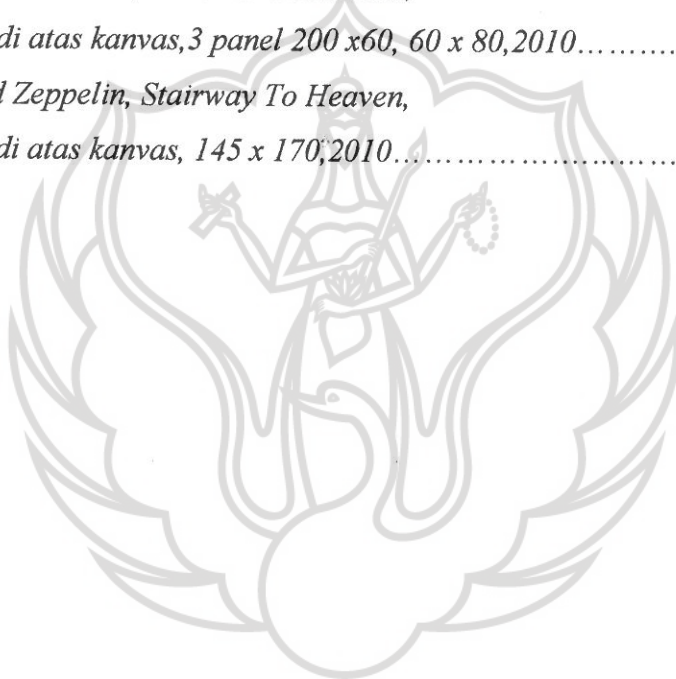 di atas kanvas,3 panel 200 x60, 60 x 80,2010..........
Zeppelin, Stairway To Heaven,
di atas kanvas, 145 x 170,2010..............................